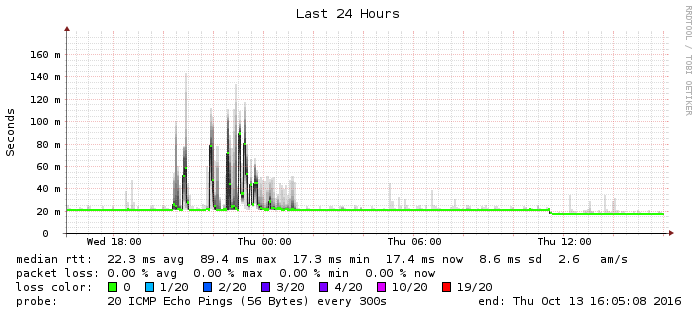 Last 24 Hours
RRDTOOL / TOBI OETIKER
Seconds
160 m
140 m
120 m
100 m
80 m
60 m
40 m
20 m
0
Wed 18:00 Thu 00:00 Thu 06:00 Thu 12:00
median rtt: 22.3 ms avg 89.4 ms max 17.3 ms min 17.4 ms now 8.6 ms sd 2.6 am/s
packet loss: 0.00 % avg 0.00 % max 0.00 % min 0.00 % now
loss color: 0 1/20 2/20 3/20 4/20 10/20 19/20
probe: 20 ICMP Echo Pings (56 Bytes) every 300s end: Thu Oct 13 16:05:08 2016